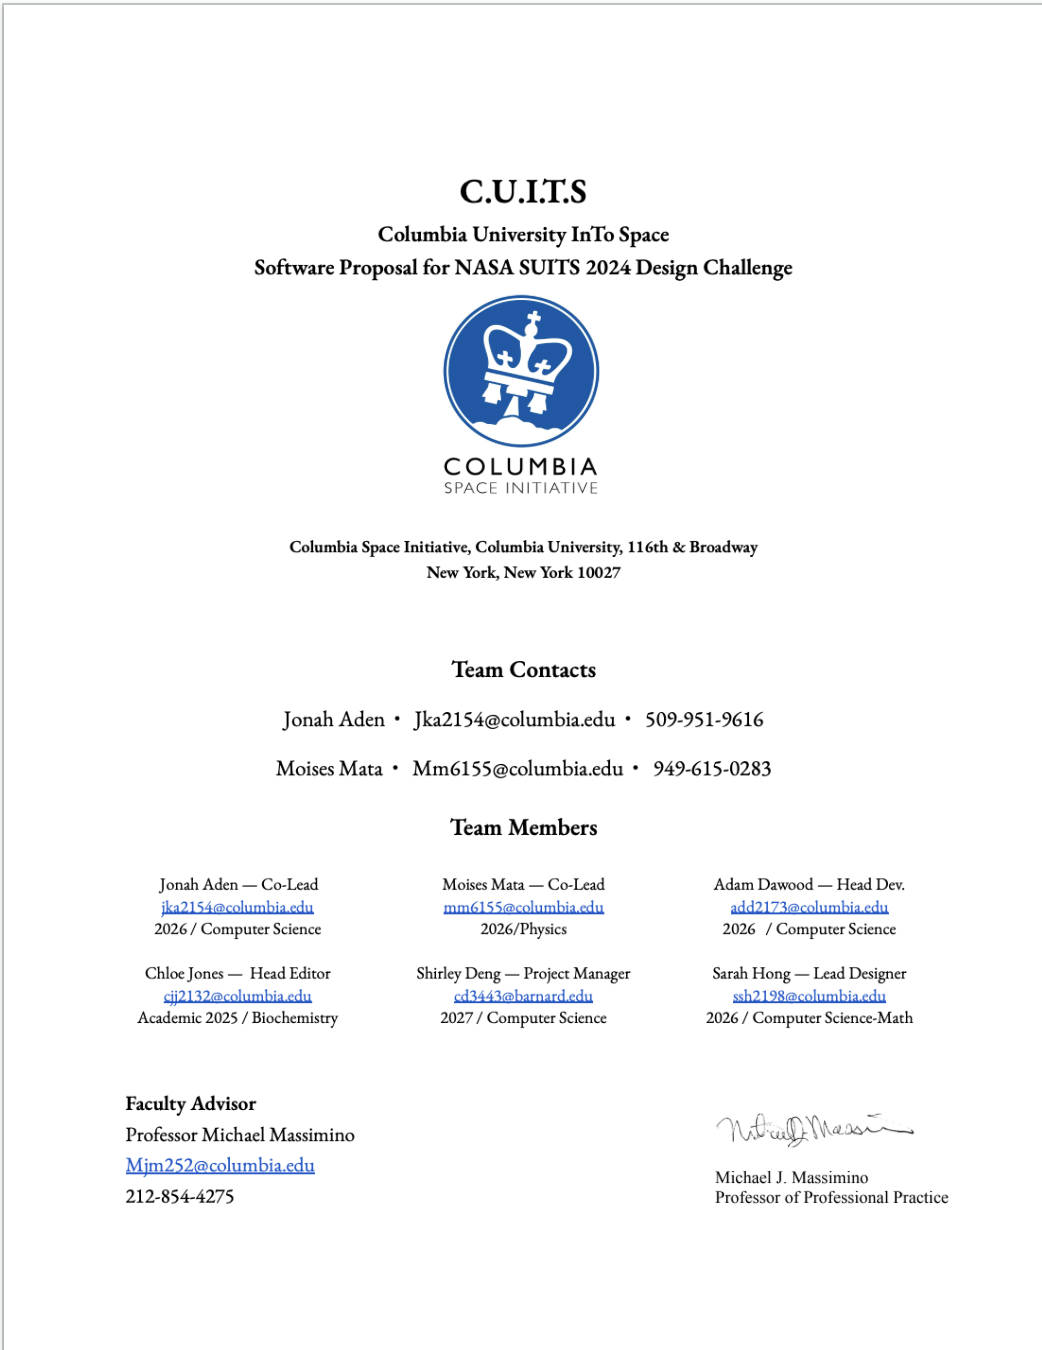 C.U.I.T.S
Columbia University InTo Space
Software Proposal for NASA SUITS 2024 Design Challenge
COLUMBIA
SPACE INITIATIVE
Columbia Space Initiative, Columbia University, 116th & Broadway
New York, New York 10027
Team Contacts
Jonah Aden • Jka2154@columbia.edu • 509-951-9616
Moises Mata • Mm6155@columbia.edu • 949-615-0283
Team Members
Jonah Aden — Co-Lead
jka2154@columbia.edu
2026 / Computer Science
Moises Mata — Co-Lead
mm6155@columbia.edu
2026/Physics
Adam Dawood — Head Dev.
add2173@columbia.edu
2026 / Computer Science
Chloe Jones — Head Editor
cjj2132@columbia.edu
Academic 2025 / Biochemistry
Shirley Deng — Project Manager
cd3443@barnard.edu
2027 / Computer Science
Sarah Hong — Lead Designer
ssh2198@columbia.edu
2026 / Computer Science-Math
Faculty Advisor
Professor Michael Massimino
Mjm252@columbia.edu
212-854-4275
Michael J. Massimino
Michael J. Massimino
Professor of Professional Practice